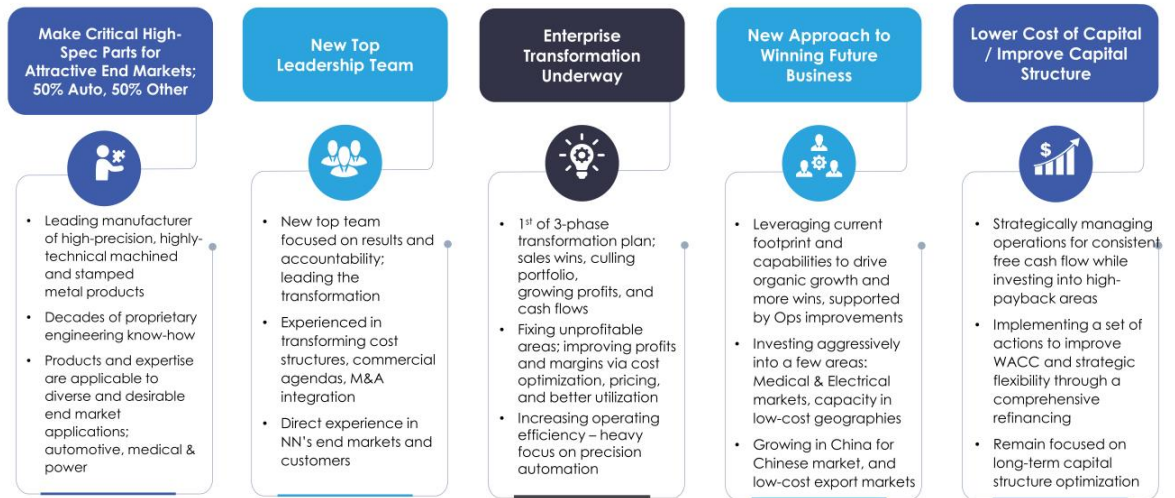 Make Critical High-
Spec Parts for
Attractive End Markets;
50% Auto, 50% Other
• Leading manufacturer
of high-precision, highly-
technical machined
and stamped
metal products
• Decades of proprietary
engineering know-how
• Products and expertise
are applicable to
diverse and desirable
end market
applications;
automotive, medical &
power
New Top
Leadership Team
• New top team
focused on results and
accountability;
leading the
transformation
• Experienced in
transforming cost
structures, commercial
agendas, M&A
integration
• Direct experience in
NN's end markets and
customers
Enterprise
Transformation
Underway
• 1st of 3-phase
transformation plan;
sales wins, culling
portfolio,
growing profits, and
cash flows
• Fixing unprofitable
areas; improving profits
and margins via cost
optimization, pricing,
and better utilization
• Increasing operating
efficiency – heavy
focus on precision
automation
New Approach to
Winning Future
Business
• Leveraging current
footprint and
capabilities to drive
organic growth and
more wins, supported
by Ops improvements
• Investing aggressively
into a few areas:
Medical & Electrical
markets, capacity in
low-cost geographies
• Growing in China for
Chinese market, and
low-cost export markets
Lower Cost of Capital
/ Improve Capital
Structure
$
• Strategically managing
operations for consistent
free cash flow while
investing into high-
payback areas
• Implementing a set of
actions to improve
WACC and strategic
flexibility through a
comprehensive
refinancing
• Remain focused on
long-term capital
structure optimization